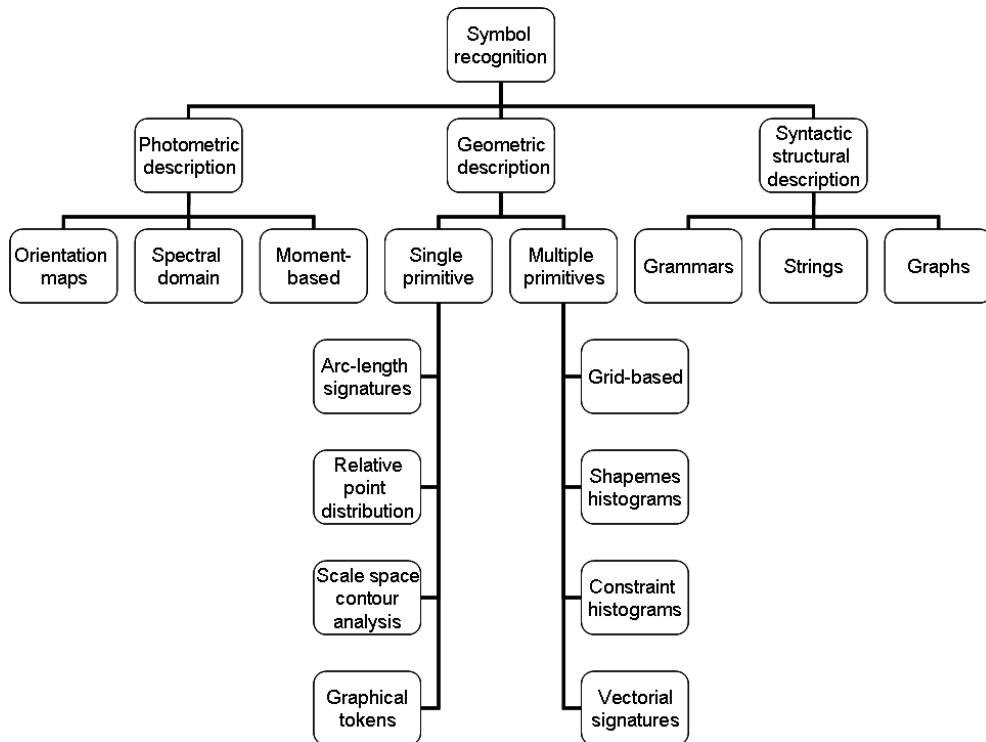 Symbol
recognition
Photometric
description
Geometric
description
Syntactic
structural
description
Orientation
maps
Spectral
domain
Moment-
based
Single
primitive
Multiple
primitives
Grammars
Strings
Graphs
Arc-length
signatures
Grid-based
Relative
point
distribution
Shapemes
histograms
Scale space
contour
analysis
Constraint
histograms
Graphical
tokens
Vectorial
signatures